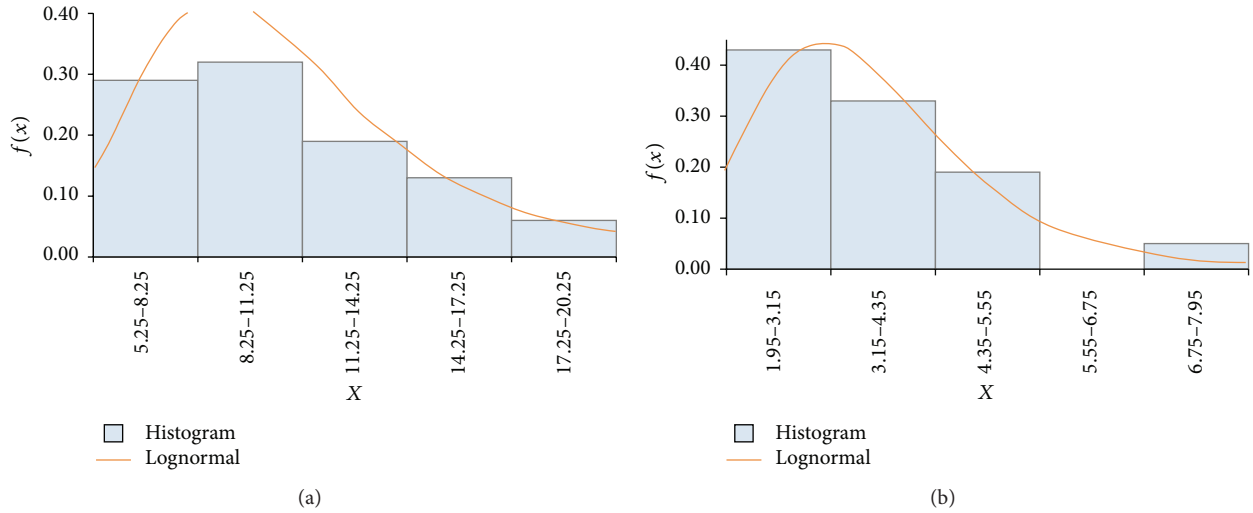 0.40
0.30
0.20
0.10
0.00
f(x)
5.25–8.25
8.25–11.25
11.25–14.25
14.25–17.25
17.25–20.25
X
Histogram
Lognormal
(a)
0.40
0.30
0.20
0.10
0.00
f(x)
1.95–3.15
3.15–4.35
4.35–5.55
5.55–6.75
6.75–7.95
X
Histogram
Lognormal
(b)